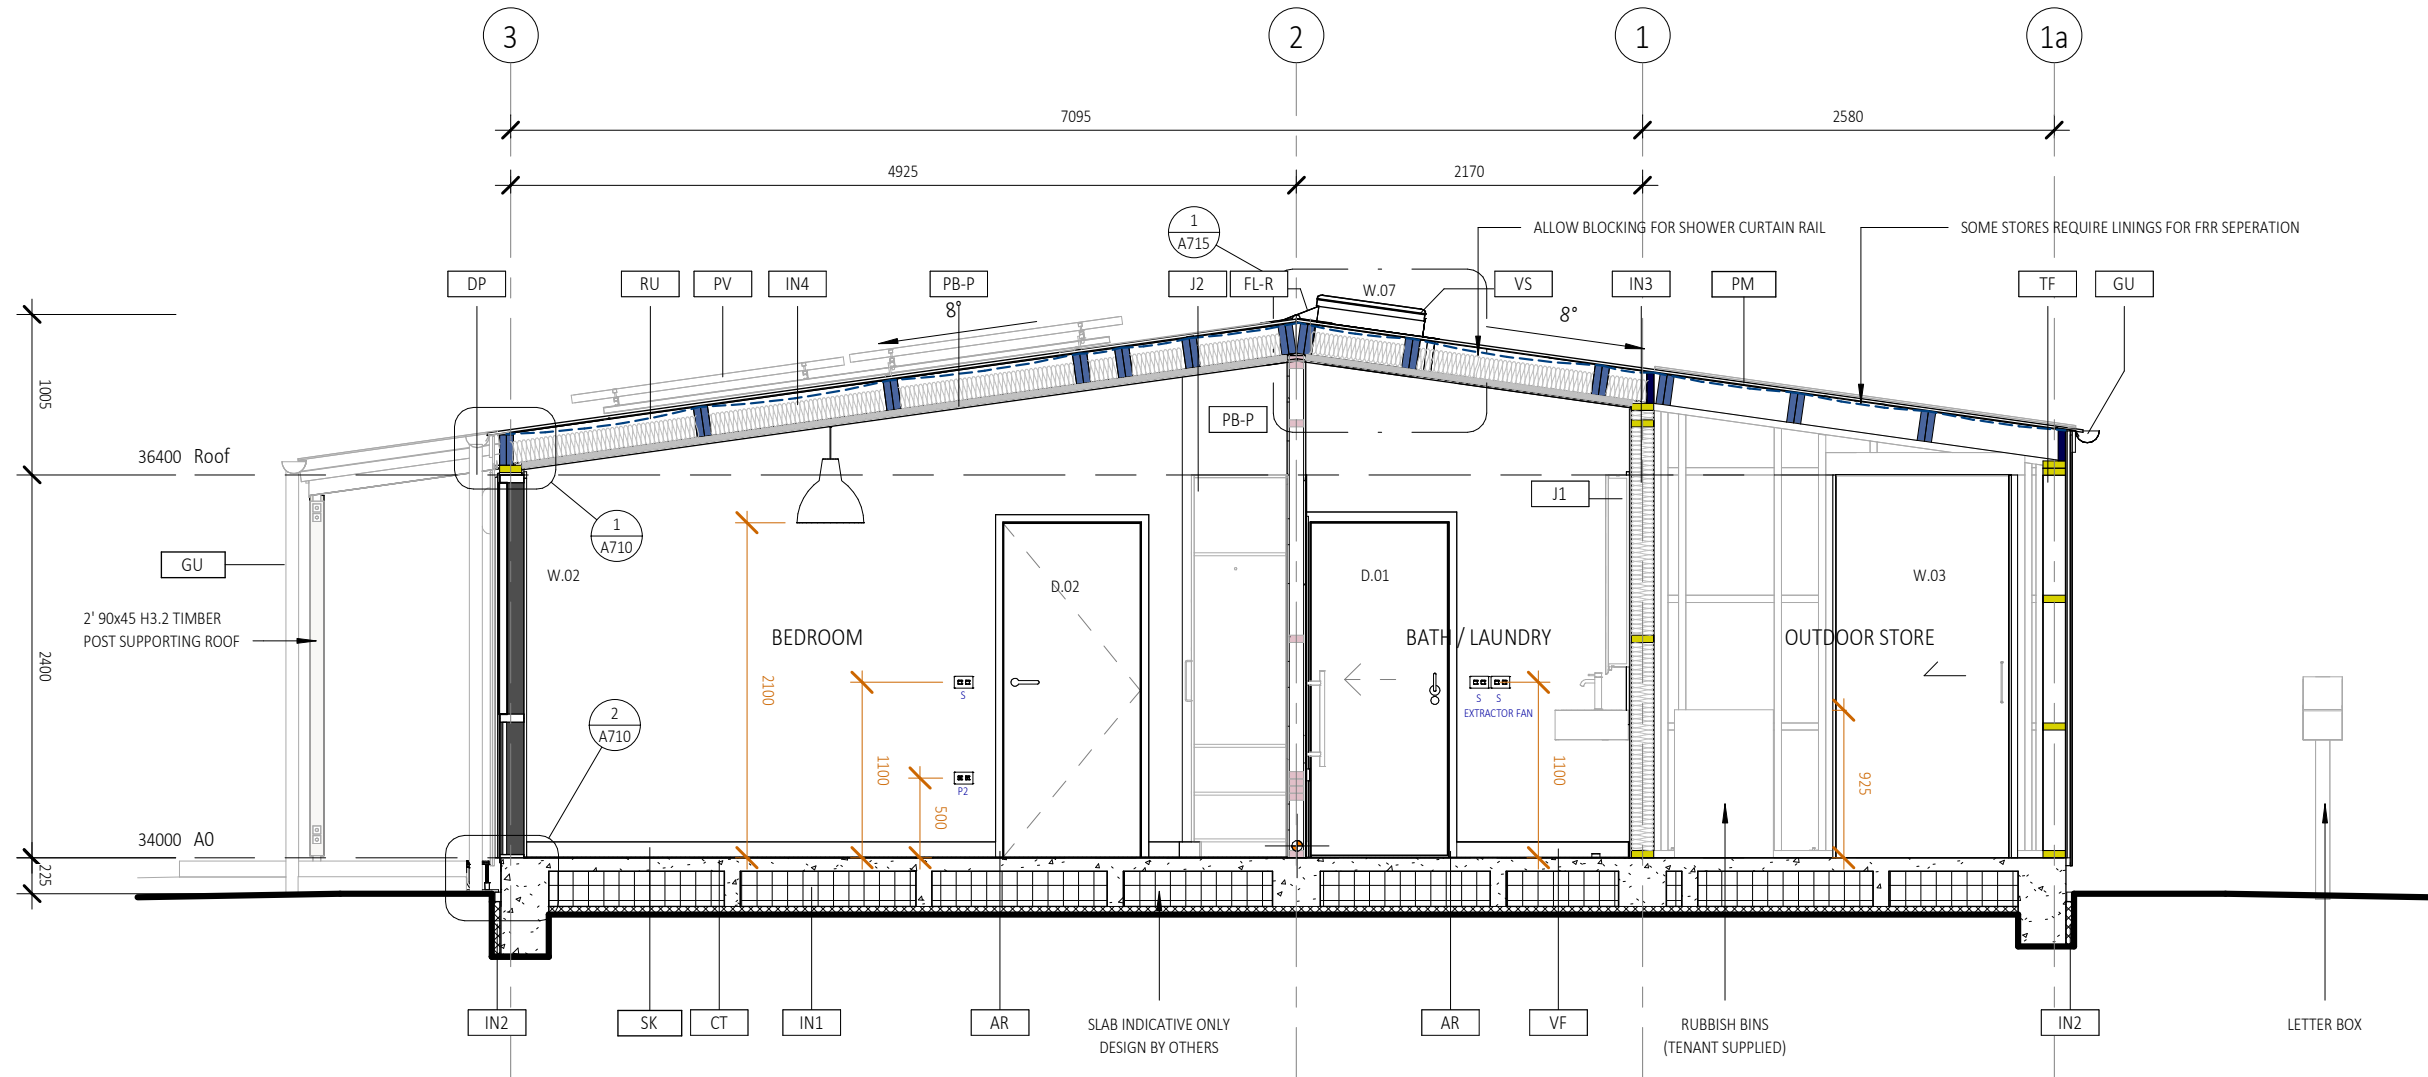 3
2
1
1a
7095
2580
4925
2170
1
A715
ALLOW BLOCKING FOR SHOWER CURTAIN RAIL
SOME STORES REQUIRE LININGS FOR FRR SEPERATION
DP
RU
PV
IN4
PB-P
J2
FL-R
W.07
VS
IN3
PM
TF
GU
8°
8°
1005
PB-P
36400 Roof
J1
1
A710
GU
W.02
D.02
D.01
W.03
2' 90x45 H3.2 TIMBER
POST SUPPORTING ROOF
BEDROOM
BATH / LAUNDRY
OUTDOOR STORE
2400
2100
S
S S
EXTRACTOR FAN
2
A710
1100
P2
1100
925
500
34000 A0
225
IN2
SK
CT
IN1
AR
SLAB INDICATIVE ONLY
DESIGN BY OTHERS
AR
VF
RUBBISH BINS
(TENANT SUPPLIED)
IN2
LETTER BOX